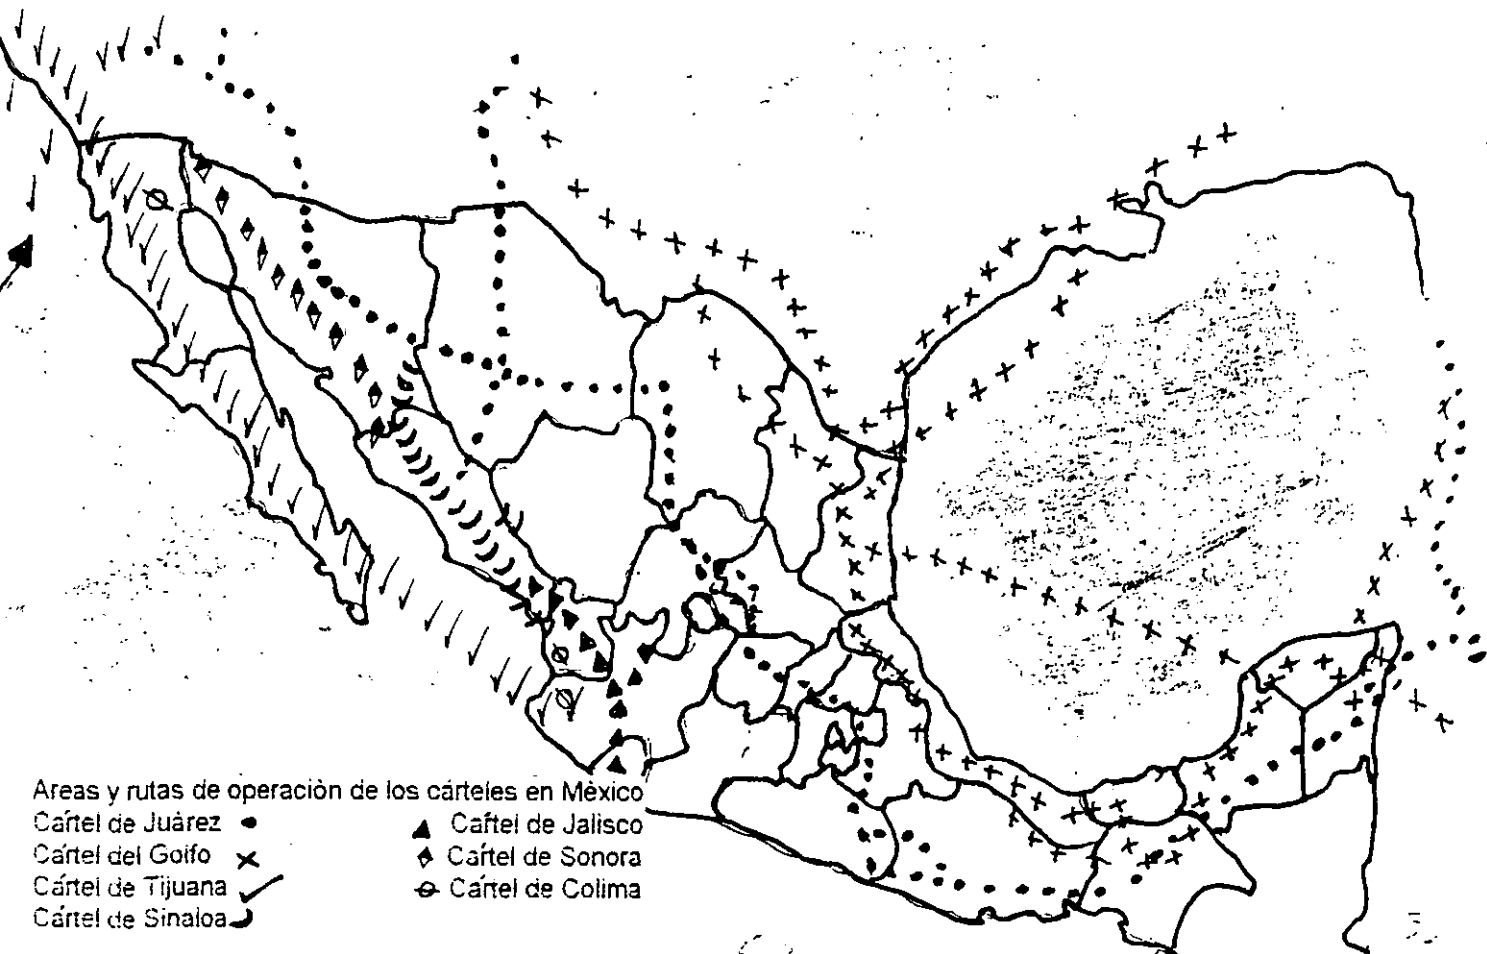 Areas y rutas de operación de los cárteles en México
Cártel de Juárez
Cártel del Golfo
Cártel de Tijuana
Cártel de Sinaloa
Cártel de Jalisco
Cártel de Sonora
Cártel de Colima